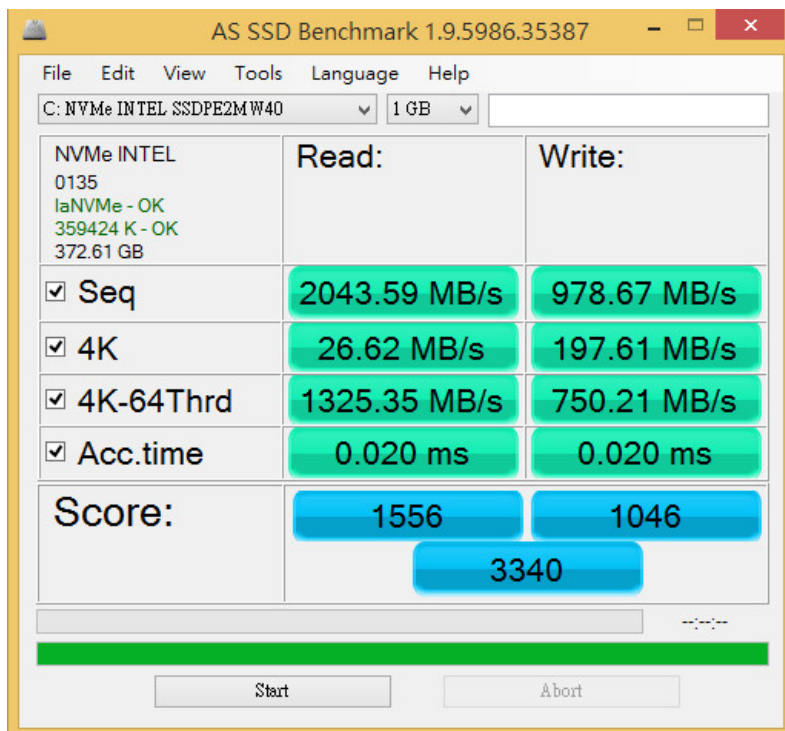 AS SSD Benchmark 1.9.5986.35387
File Edit View Tools Language Help
C: NVMe INTEL SSDPE2MW40 1 GB
NVMe INTEL Read: Write:
0135
IaNVMe - OK
359424 K - OK
372.61 GB
Seq 2043.59 MB/s 978.67 MB/s
4K 26.62 MB/s 197.61 MB/s
4K-64Thrd 1325.35 MB/s 750.21 MB/s
Acc.time 0.020 ms 0.020 ms
Score: 1556 1046
3340
--:--:--
Start Abort